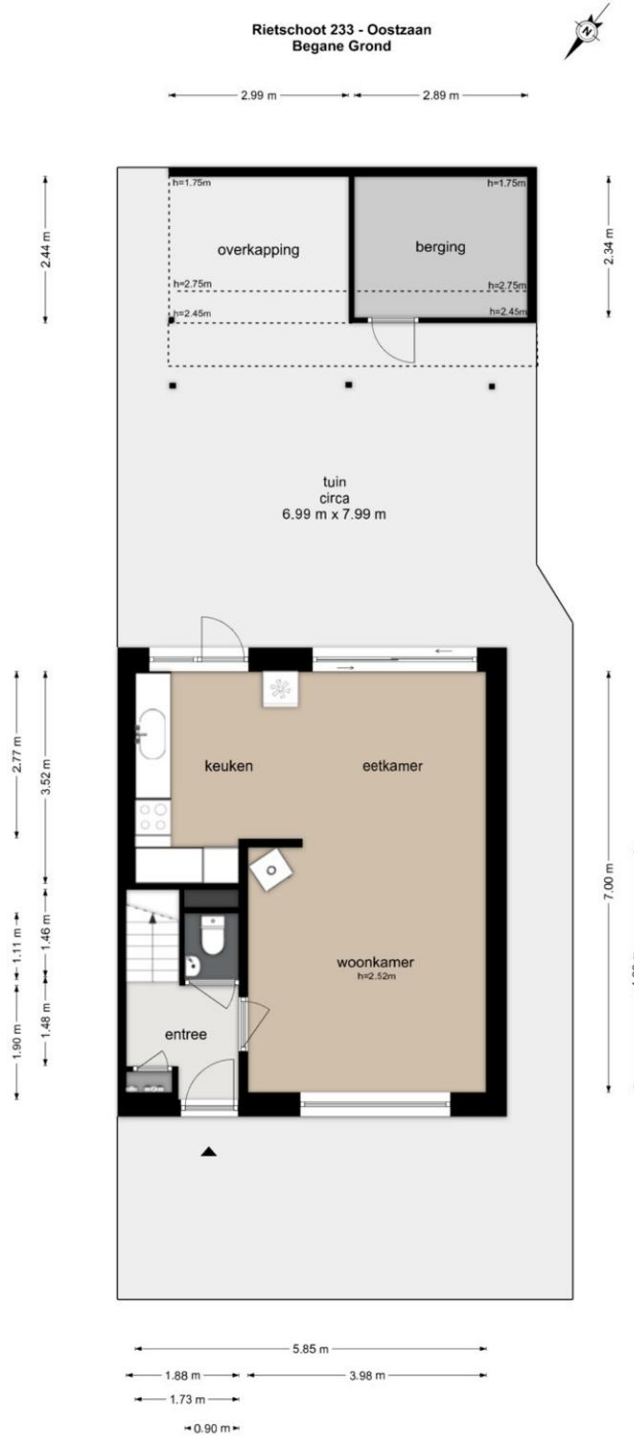 Rietschoot 233 - Oostzaan
Begane Grond
N
2.99 m
2.89 m
h=1.75m
h=1.75m
2.44 m
2.34 m
overkapping
berging
h=2.75m
h=2.75m
h=2.45m
h=2.45m
tuin
circa
6.99 m x 7.99 m
2.77 m
3.52 m
keuken
eetkamer
7.00 m
1.11 m
1.46 m
woonkamer
h=2.52m
1.90 m
1.48 m
entree
5.85 m
1.88 m
3.98 m
1.73 m
0.90 m